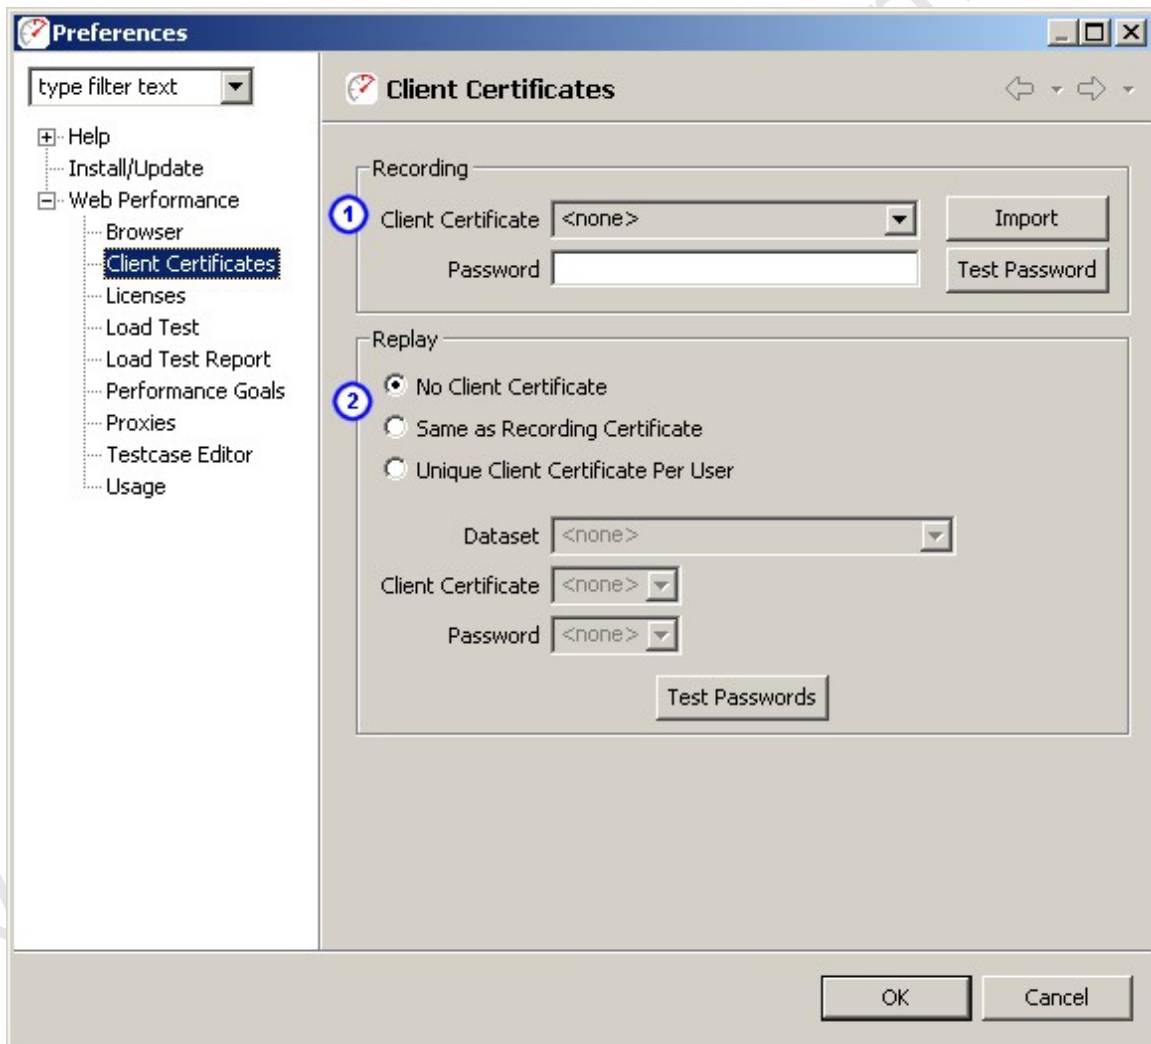 Preferences
type filter text
Help
Install/Update
Web Performance
Browser
Client Certificates
Licenses
Load Test
Load Test Report
Performance Goals
Proxies
Testcase Editor
Usage
Client Certificates
Recording
1 Client Certificate <none> Import
Password Test Password
Replay
2 No Client Certificate
Same as Recording Certificate
Unique Client Certificate Per User
Dataset <none>
Client Certificate <none>
Password <none>
Test Passwords
OK Cancel